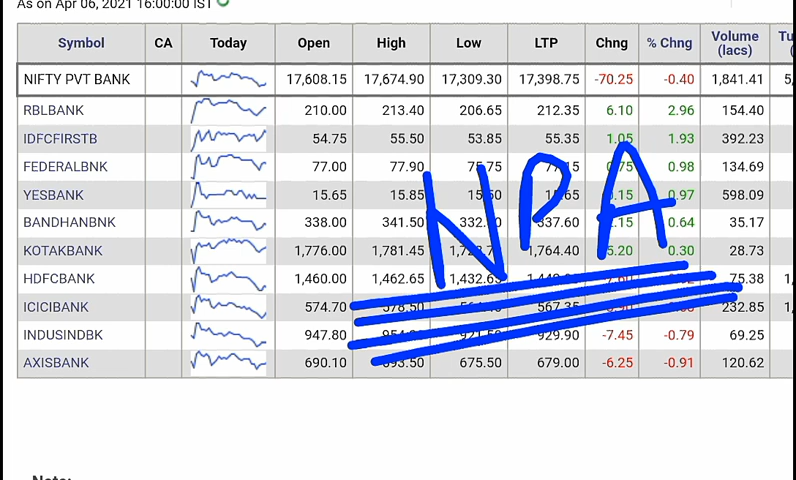 As on Apr 06, 2021 16:00:00 IST
Symbol CA Today Open High Low LTP Chng % Chng Volume (lacs)
NIFTY PVT BANK 17,608.15 17,674.90 17,309.30 17,398.75 -70.25 -0.40 1,841.41
RBLBANK 210.00 213.40 206.65 212.35 6.10 2.96 154.40
IDFCFIRSTB 54.75 55.50 53.85 55.35 1.05 1.93 392.23
FEDERALBNK 77.00 77.90 0.98 134.69
YESBANK 15.65 15.85 0.97 598.09
BANDHANBNK 338.00 341.50 0.64 35.17
KOTAKBANK 1,776.00 1,781.45 1,764.40 5.20 0.30 28.73
HDFCBANK 1,460.00 1,462.65 1,432.65 75.38
ICICIBANK 574.70 578.50 567.35 232.85
INDUSINDBK 947.80 929.90 -7.45 -0.79 69.25
AXISBANK 690.10 675.50 679.00 -6.25 -0.91 120.62
NPA